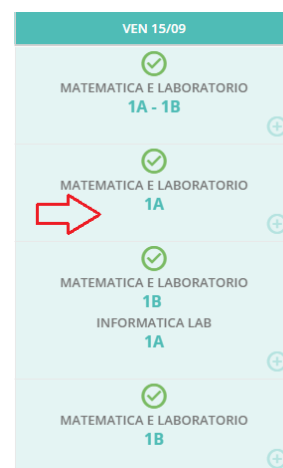 VEN 15/09
MATEMATICA E LABORATORIO
1A - 1B
MATEMATICA E LABORATORIO
1A
MATEMATICA E LABORATORIO
1B
INFORMATICA LAB
1A
MATEMATICA E LABORATORIO
1B